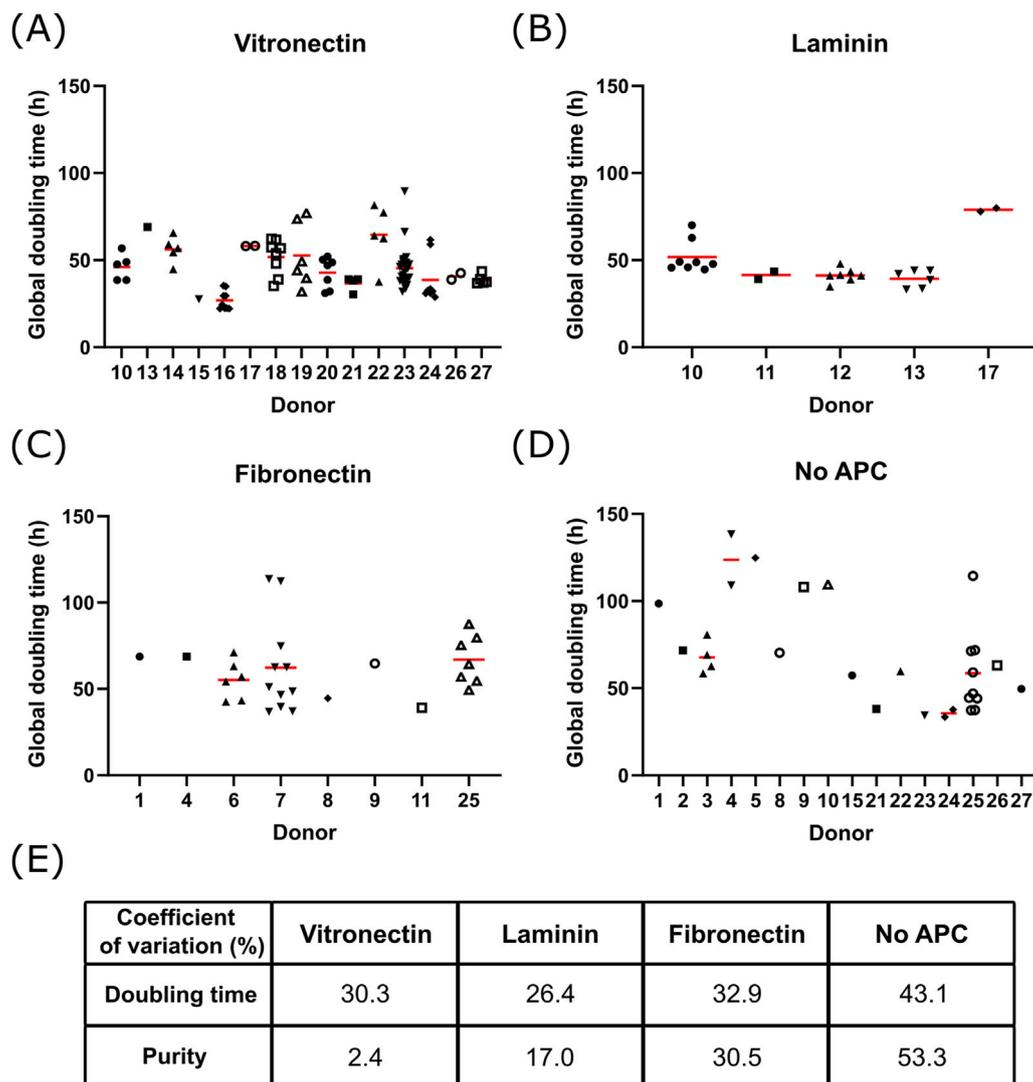 (A)
Vitronectin
Global doubling time (h)
150
100
50
0
10 13 14 15 16 17 18 19 20 21 22 23 24 26 27
Donor
(B)
Laminin
Global doubling time (h)
150
100
50
0
10 11 12 13 17
Donor
(C)
Fibronectin
Global doubling time (h)
150
100
50
0
1 4 6 7 8 9 11 25
Donor
(D)
No APC
Global doubling time (h)
150
100
50
0
1 2 3 4 5 8 9 10 15 21 22 23 24 25 26 27
Donor
(E)
Coefficient
of variation (%)
Vitronectin
Laminin
Fibronectin
No APC
Doubling time 30.3 26.4 32.9 43.1
Purity 2.4 17.0 30.5 53.3